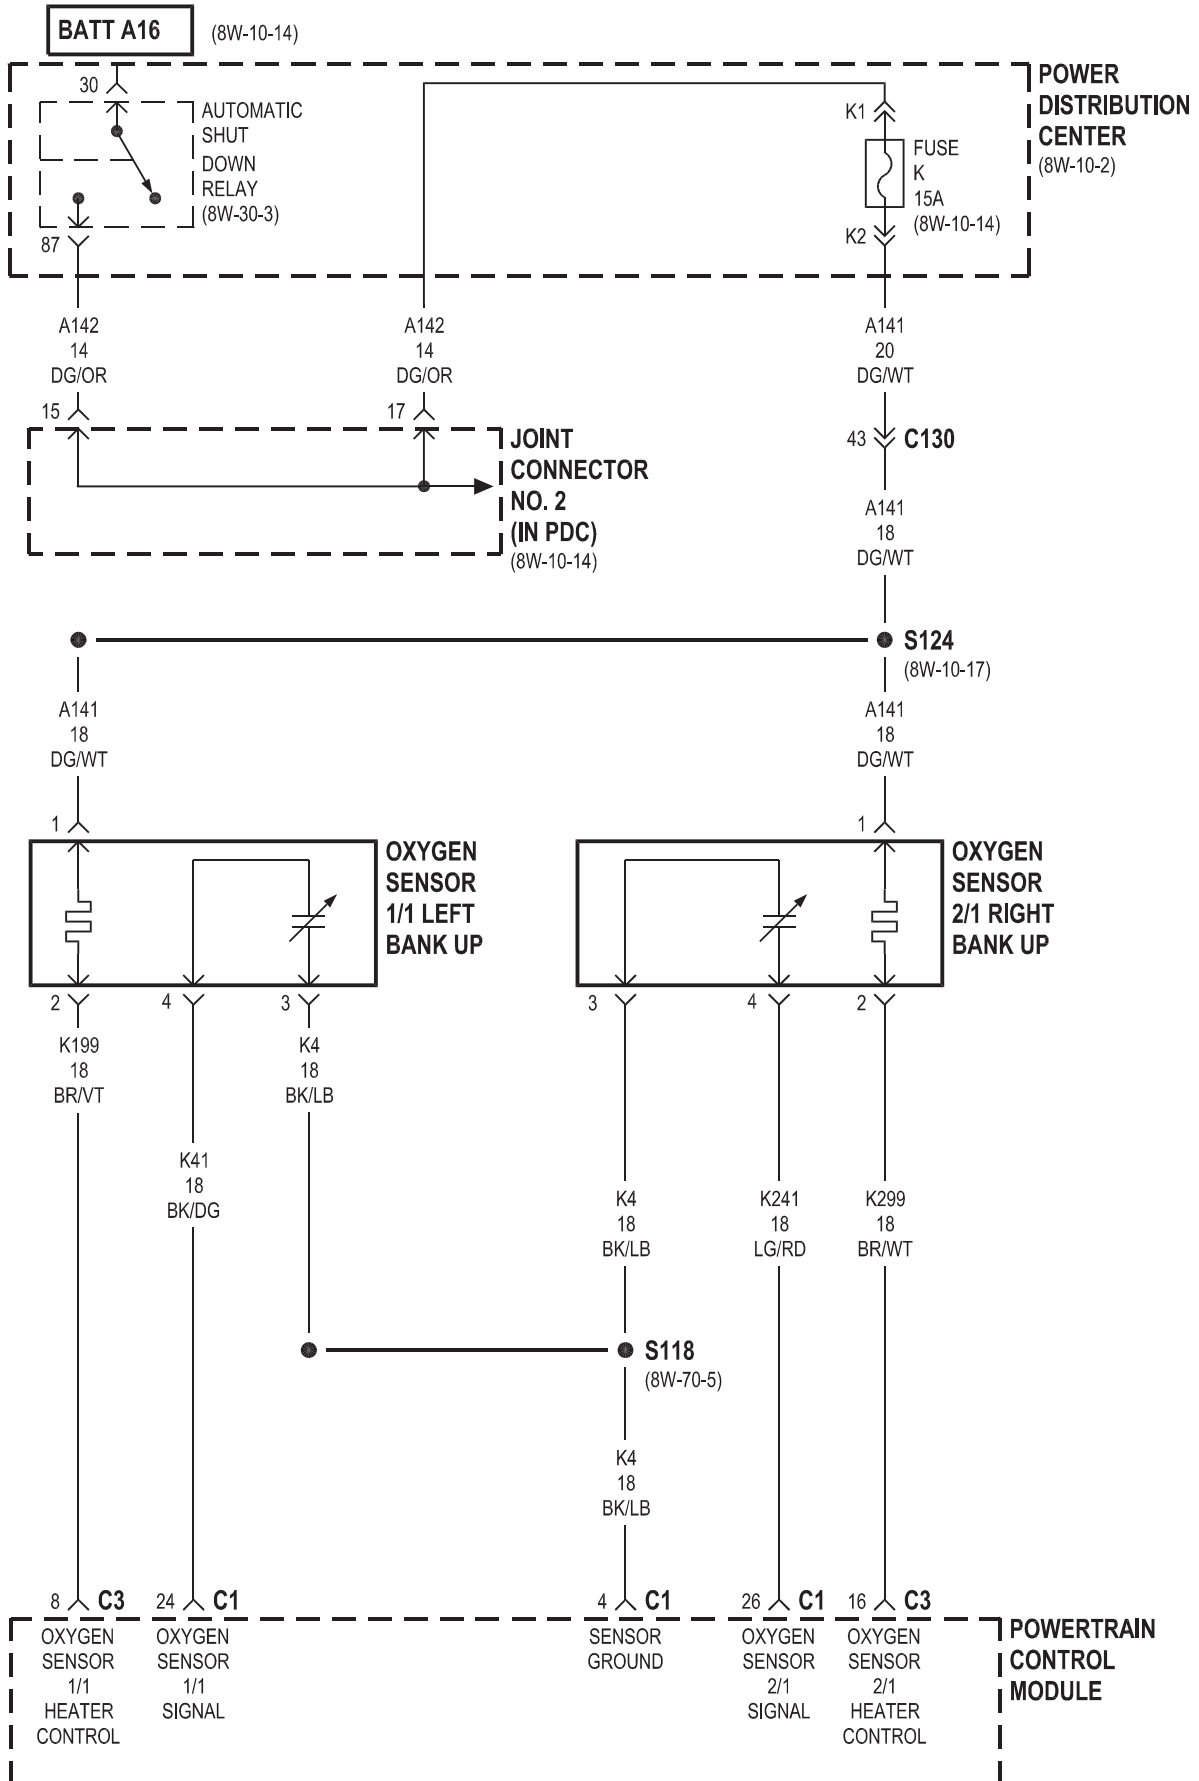 BATT A16
(8W-10-14)
30
AUTOMATIC
SHUT
DOWN
RELAY
(8W-30-3)
87
K1
FUSE
K
15A
(8W-10-14)
K2
POWER
DISTRIBUTION
CENTER
(8W-10-2)
A142
14
DG/OR
A142
14
DG/OR
A141
20
DG/WT
15
17
JOINT
CONNECTOR
NO. 2
(IN PDC)
(8W-10-14)
43
C130
A141
18
DG/WT
S124
(8W-10-17)
A141
18
DG/WT
A141
18
DG/WT
1
OXYGEN
SENSOR
1/1 LEFT
BANK UP
1
OXYGEN
SENSOR
2/1 RIGHT
BANK UP
2
4
3
3
4
2
K199
18
BR/VT
K4
18
BK/LB
K41
18
BK/DG
K4
18
BK/LB
K241
18
LG/RD
K299
18
BR/WT
S118
(8W-70-5)
K4
18
BK/LB
8 C3
24 C1
4 C1
26 C1
16 C3
OXYGEN
SENSOR
1/1
HEATER
CONTROL
OXYGEN
SENSOR
1/1
SIGNAL
SENSOR
GROUND
OXYGEN
SENSOR
2/1
SIGNAL
OXYGEN
SENSOR
2/1
HEATER
CONTROL
POWERTRAIN
CONTROL
MODULE